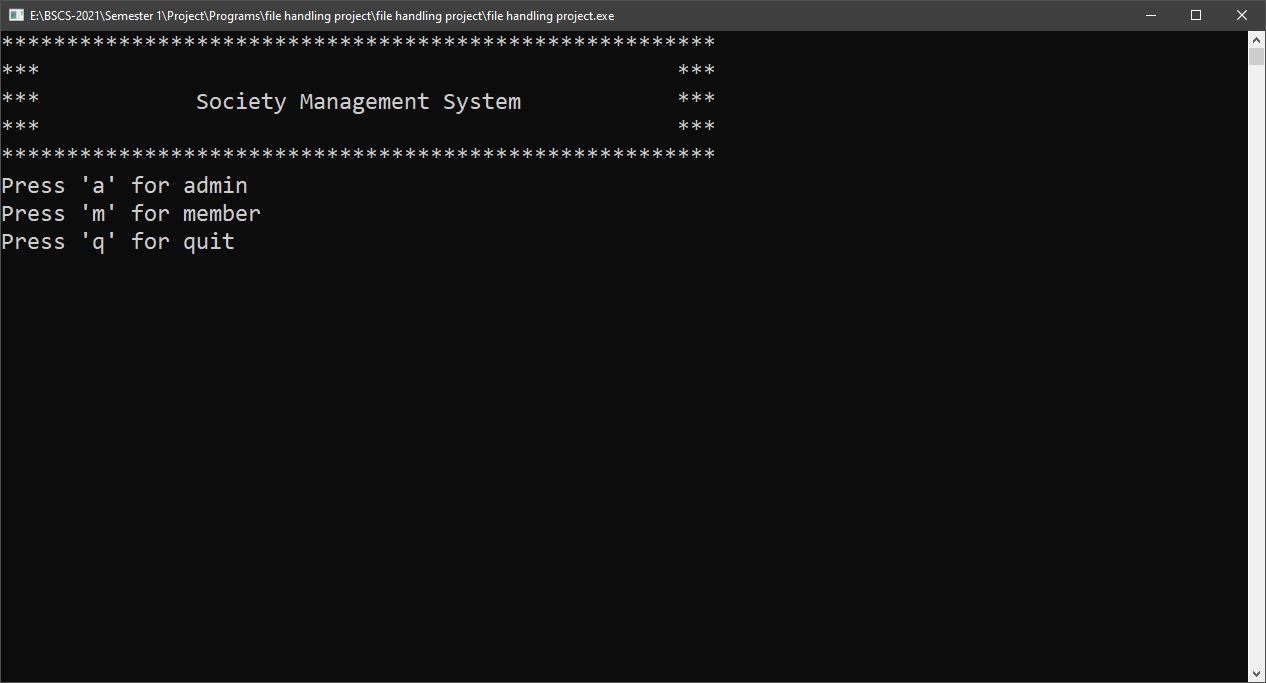 E:\BSCS-2021\Semester 1\Project\Programs\file handling project\file handling project\file handling project.exe
*******************************************************
***                                                 ***
***            Society Management System            ***
***                                                 ***
*******************************************************
Press 'a' for admin
Press 'm' for member
Press 'q' for quit